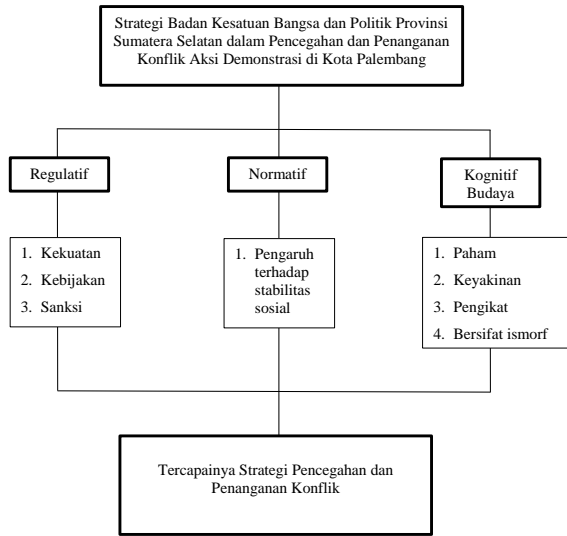 Strategi Badan Kesatuan Bangsa dan Politik Provinsi
Sumatera Selatan dalam Pencegahan dan Penanganan
Konflik Aksi Demonstrasi di Kota Palembang
Regulatif
Normatif
Kognitif
Budaya
1. Kekuatan
2. Kebijakan
3. Sanksi
1. Pengaruh
terhadap
stabilitas
sosial
1. Paham
2. Keyakinan
3. Pengikat
4. Bersifat ismorf
Tercapainya Strategi Pencegahan dan
Penanganan Konflik